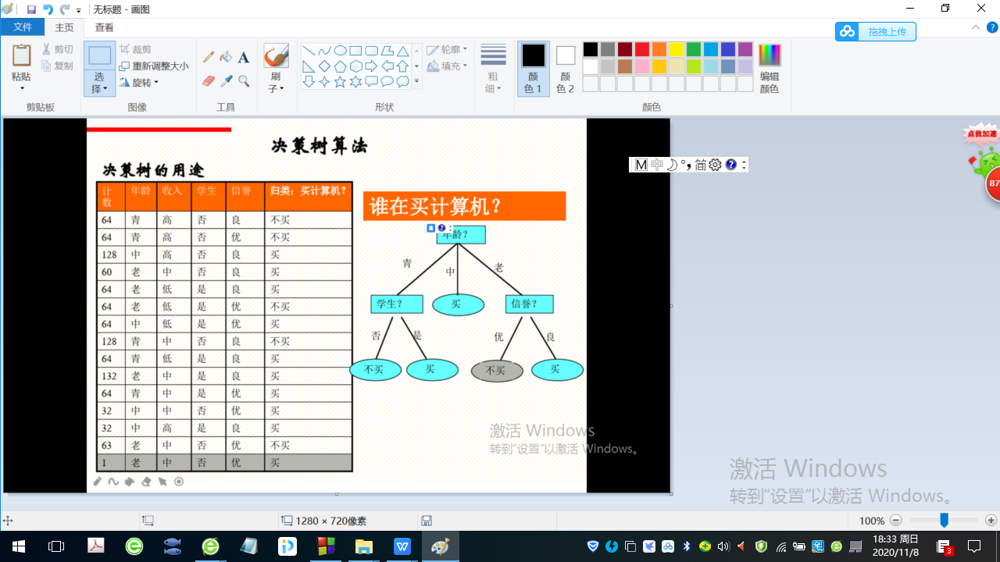 无标题 - 画图
文件 主页 查看
拖拽上传
粘贴
剪切
复制
选择
裁剪
重新调整大小
旋转
A
刷子
轮廓
填充
粗细
颜色 1
颜色 2
编辑颜色
剪贴板 图像 工具 形状 颜色
点我加速
87
M 中 简
决策树算法
决策树的用途
计数 年龄 收入 学生 信誉 归类：买计算机？
64 青 高 否 良 不买
64 青 高 否 优 不买
128 中 高 否 良 买
60 老 中 否 良 买
64 老 低 是 良 买
64 老 低 是 优 不买
64 中 低 是 优 买
128 青 中 否 良 不买
64 青 低 是 良 买
132 老 中 是 良 买
64 青 中 是 优 买
32 中 中 否 优 买
32 中 高 是 良 买
63 老 中 否 优 不买
1 老 中 否 优 买
谁在买计算机？
年龄？
青 中 老
学生？ 买 信誉？
否 是 优 良
不买 买 不买 买
激活 Windows
转到“设置”以激活 Windows。
激活 Windows
转到“设置”以激活 Windows。
1280 × 720像素
100%
18:33 周日
2020/11/8
3